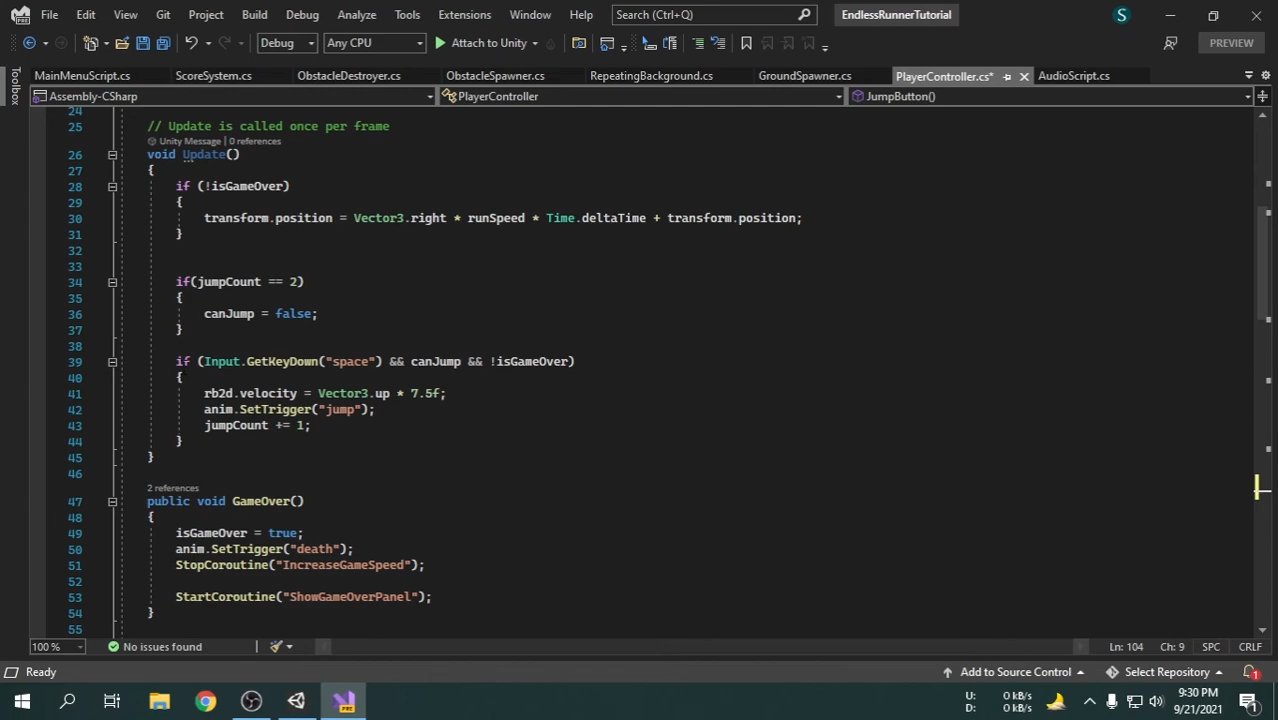 File Edit View Git Project Build Debug Analyze Tools Extensions Window Help Search (Ctrl+Q) EndlessRunnerTutorial S
Debug Any CPU Attach to Unity PREVIEW
MainMenuScript.cs ScoreSystem.cs ObstacleDestroyer.cs ObstacleSpawner.cs RepeatingBackground.cs GroundSpawner.cs PlayerController.cs* AudioScript.cs
Toolbox
Assembly-CSharp PlayerController JumpButton()
24
25 // Update is called once per frame
Unity Message | 0 references
26 void Update()
27 {
28 if (!isGameOver)
29 {
30 transform.position = Vector3.right * runSpeed * Time.deltaTime + transform.position;
31 }
32
33
34 if(jumpCount == 2)
35 {
36 canJump = false;
37 }
38
39 if (Input.GetKeyDown("space") && canJump && !isGameOver)
40 {
41 rb2d.velocity = Vector3.up * 7.5f;
42 anim.SetTrigger("jump");
43 jumpCount += 1;
44 }
45 }
46
2 references
47 public void GameOver()
48 {
49 isGameOver = true;
50 anim.SetTrigger("death");
51 StopCoroutine("IncreaseGameSpeed");
52
53 StartCoroutine("ShowGameOverPanel");
54 }
55
100 % No issues found Ln: 104 Ch: 9 SPC CRLF
Ready Add to Source Control Select Repository 1
U: 0 kB/s
D: 0 kB/s
9:30 PM
9/21/2021
1